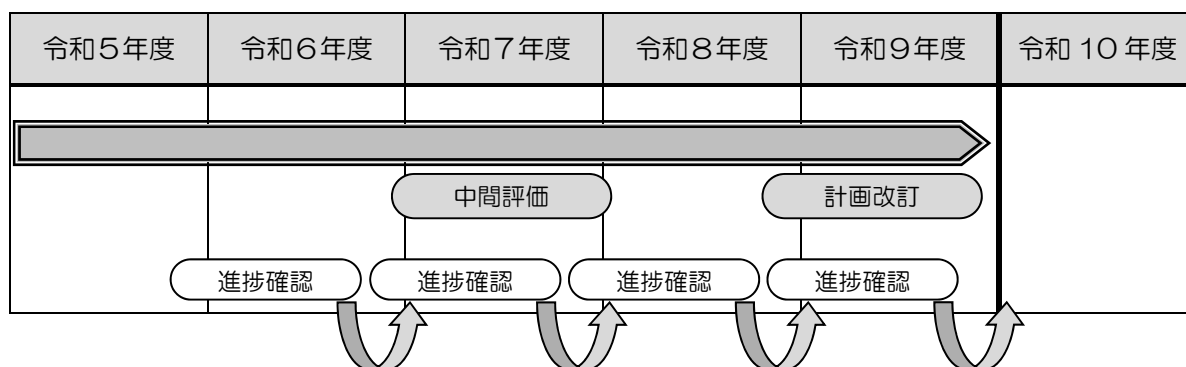 令和５年度 令和６年度 令和７年度 令和８年度 令和９年度 令和 10 年度
中間評価 計画改訂
進捗確認 進捗確認 進捗確認 進捗確認